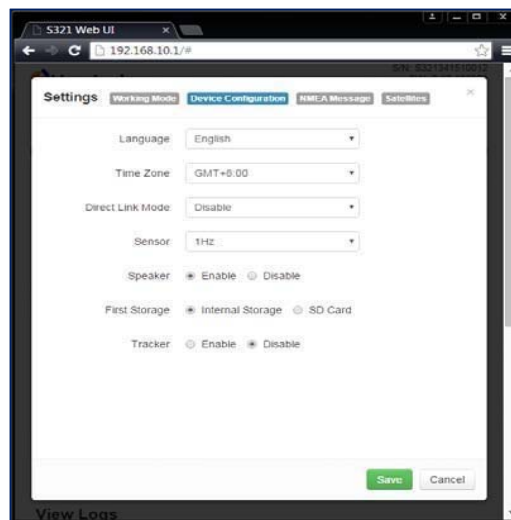 S321 Web UI
192.168.10.1/#
Settings Working Mode Device Configuration NMEA Message Satellites
Language English
Time Zone GMT+6:00
Direct Link Mode Disable
Sensor 1Hz
Speaker Enable Disable
First Storage Internal Storage SD Card
Tracker Enable Disable
Save Cancel
View Logs